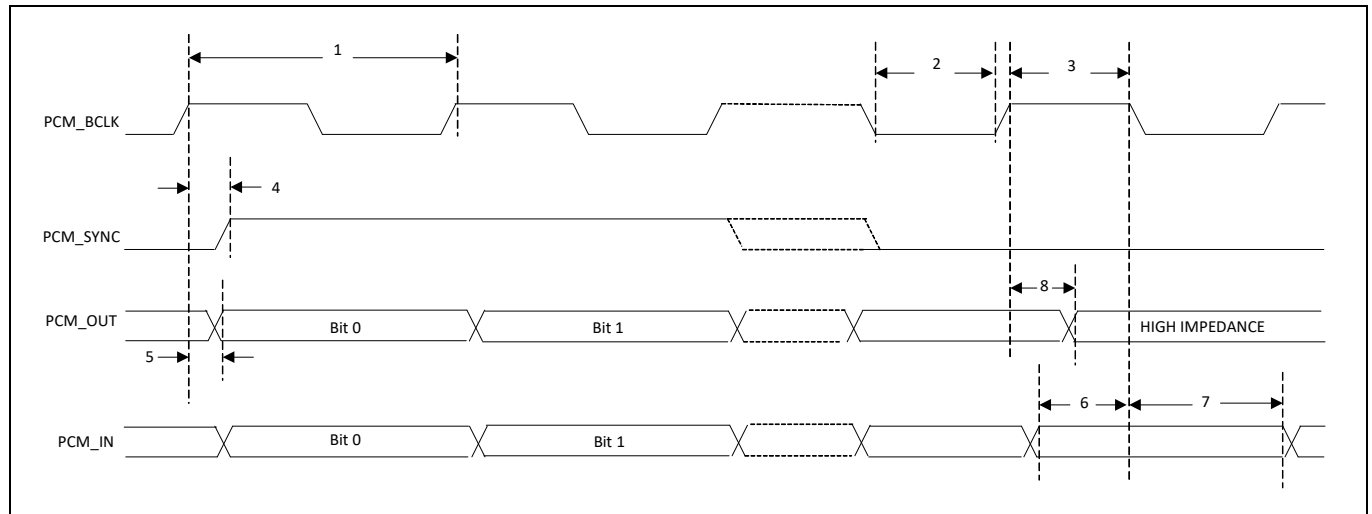 1
2
3
PCM_BCLK
4
PCM_SYNC
8
PCM_OUT
Bit 0
Bit 1
HIGH IMPEDANCE
5
6
7
PCM_IN
Bit 0
Bit 1